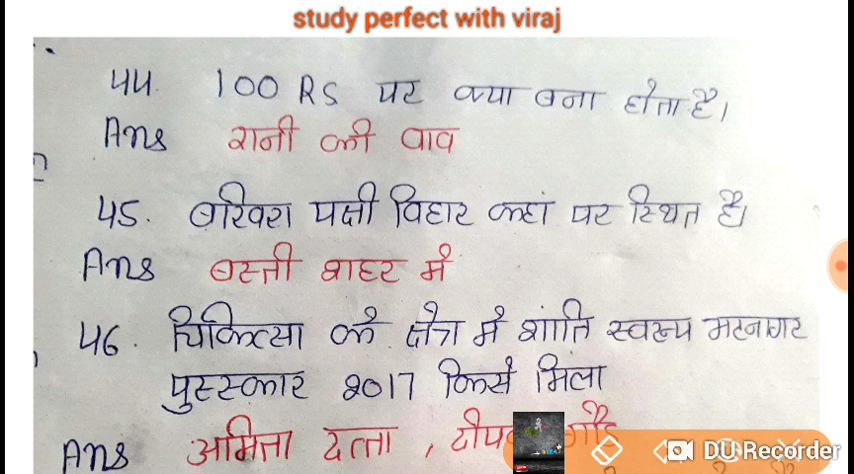 study perfect with viraj
44. 100 RS पर क्या बना होता है।
Ans रानी की वाव
45. बखिरा पक्षी विहार कहां पर स्थित है।
Ans बस्ती शहर में
46. चिकित्सा के क्षेत्र में शांति स्वरूप भटनागर
पुरस्कार 2017 किसे मिला
Ans अमित दत्ता ,
DU Recorder